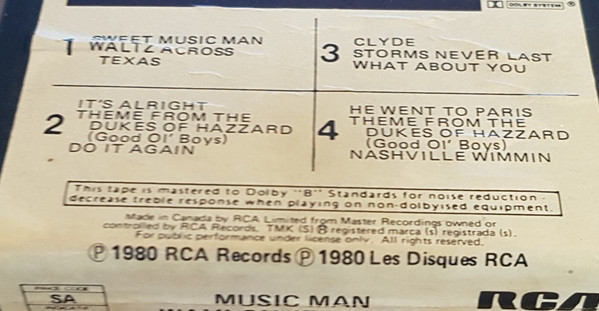 DOLBY SYSTEM ®
1 SWEET MUSIC MAN
WALTZ ACROSS
TEXAS
2 IT'S ALRIGHT
THEME FROM THE
DUKES OF HAZZARD
(Good Ol' Boys)
DO IT AGAIN
3 CLYDE
STORMS NEVER LAST
WHAT ABOUT YOU
4 HE WENT TO PARIS
THEME FROM THE
DUKES OF HAZZARD
(Good Ol' Boys)
NASHVILLE WIMMIN
This tape is mastered to Dolby "B" Standards for noise reduction -
decrease treble response when playing on non-dolbyised equipment.
Made in Canada by RCA Limited from Master Recordings owned or
controlled by RCA Records. TMK (S) ® registered marca (s) registrada (s).
For public performance under license only. All rights reserved.
℗ 1980 RCA Records ℗ 1980 Les Disques RCA
PRICE CODE
SA
MUSIC MAN
RCA